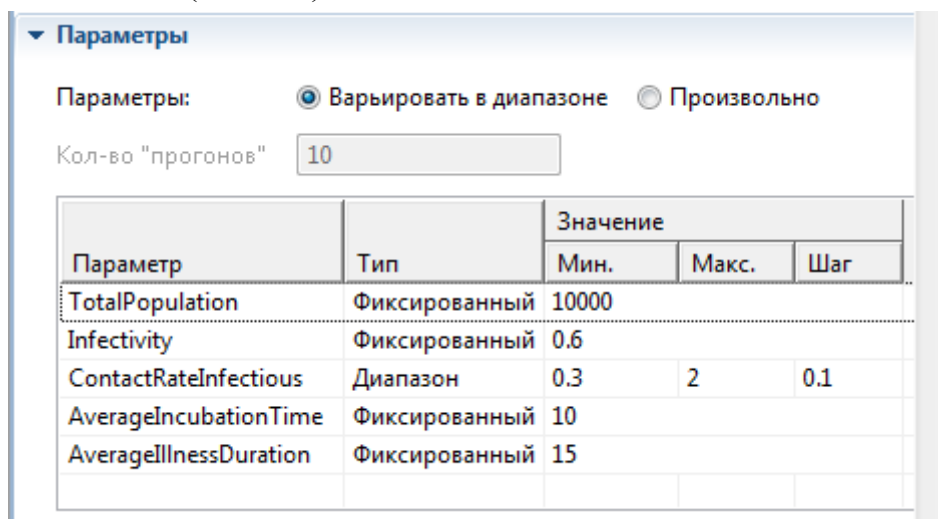 Параметры
Параметры: Варьировать в диапазоне Произвольно
Кол-во "прогонов" 10
Значение
Параметр Тип Мин. Макс. Шаг
TotalPopulation Фиксированный 10000
Infectivity Фиксированный 0.6
ContactRateInfectious Диапазон 0.3 2 0.1
AverageIncubationTime Фиксированный 10
AverageIllnessDuration Фиксированный 15